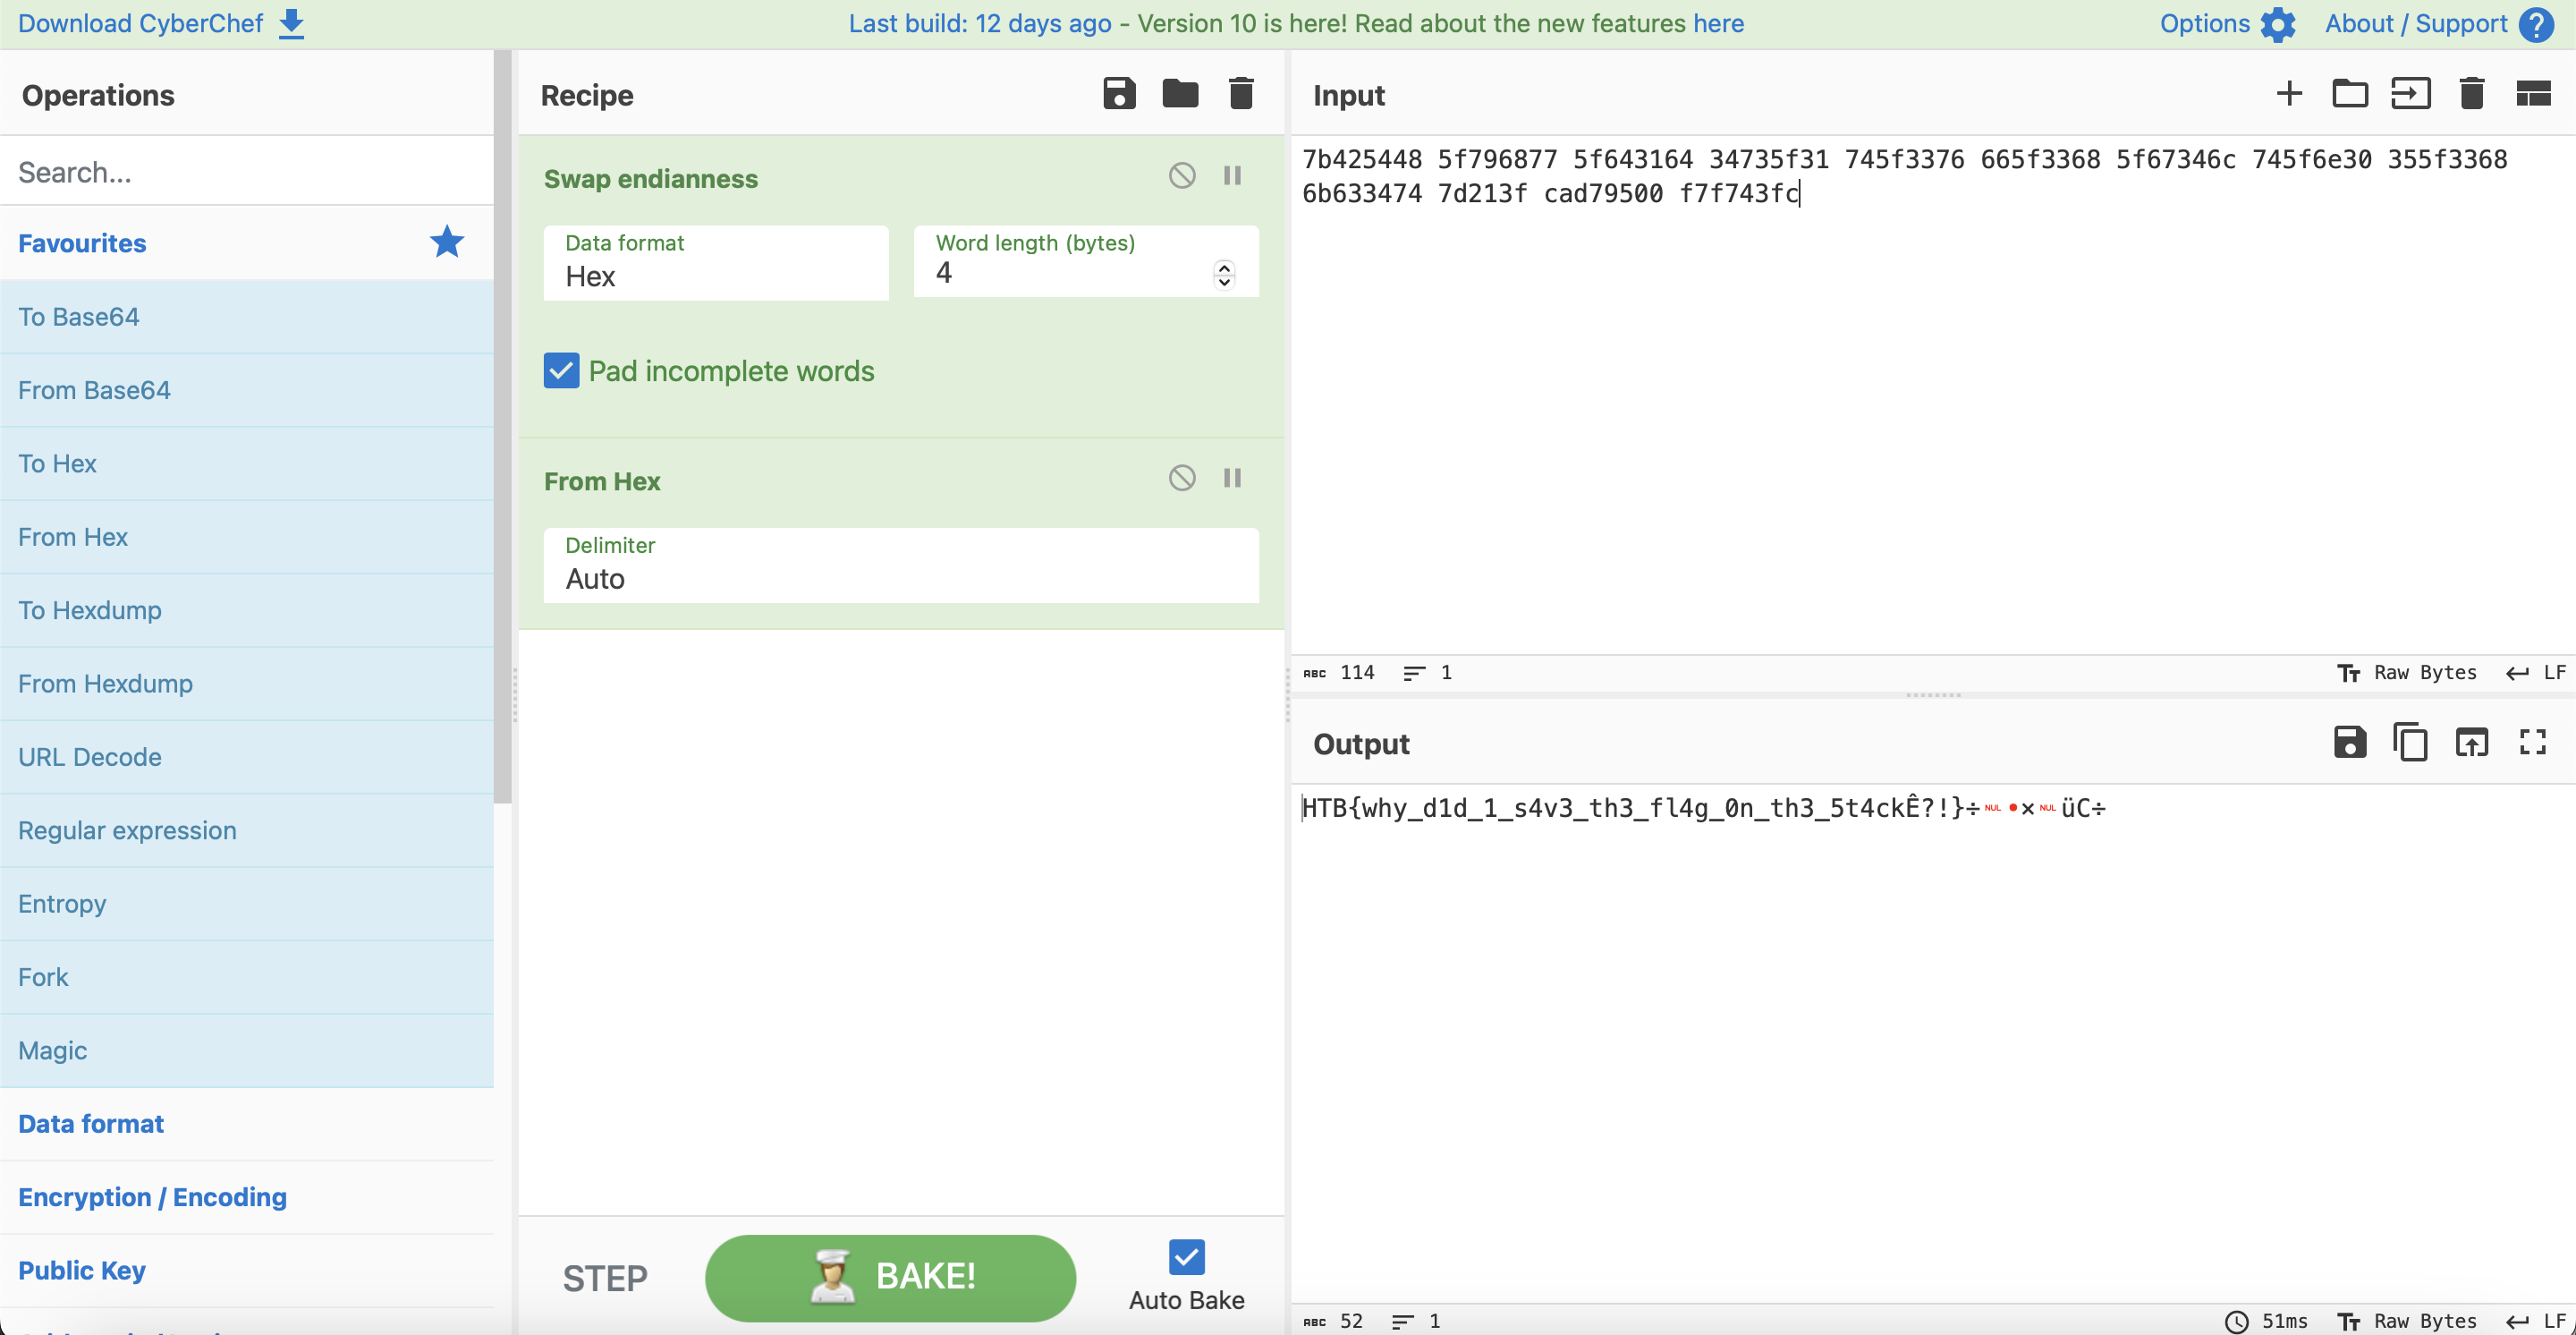 Download CyberChef
Last build: 12 days ago - Version 10 is here! Read about the new features here
Options
About / Support
Operations
Search...
Favourites
To Base64
From Base64
To Hex
From Hex
To Hexdump
From Hexdump
URL Decode
Regular expression
Entropy
Fork
Magic
Data format
Encryption / Encoding
Public Key
Recipe
Swap endianness
Data format
Hex
Word length (bytes)
4
Pad incomplete words
From Hex
Delimiter
Auto
STEP
BAKE!
Auto Bake
Input
7b425448 5f796877 5f643164 34735f31 745f3376 665f3368 5f67346c 745f6e30 355f3368
6b633474 7d213f cad79500 f7f743fc
ABC 114 1
Raw Bytes LF
Output
HTB{why_d1d_1_s4v3_th3_fl4g_0n_th3_5t4ckÊ?!}÷NUL•×NULüC÷
ABC 52 1
51ms Raw Bytes LF